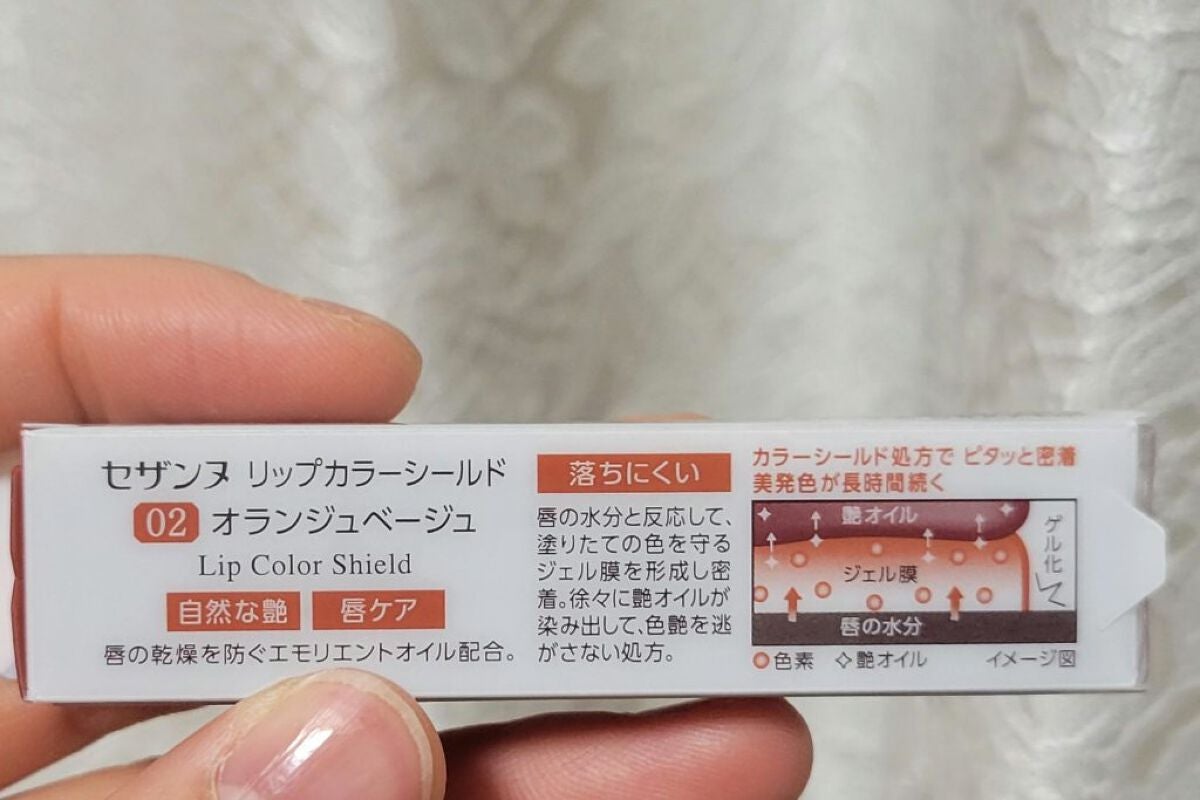 セザンヌ リップカラーシールド
02 オランジュベージュ
Lip Color Shield
自然な艶 唇ケア
唇の乾燥を防ぐエモリエントオイル配合。
落ちにくい
唇の水分と反応して、
塗りたての色を守る
ジェル膜を形成し密
着。徐々に艶オイルが
染み出して、色艶を逃
がさない処方。
カラーシールド処方で ピタッと密着
美発色が長時間続く
艶オイル
ジェル膜
唇の水分
ゲル化
色素 艶オイル イメージ図